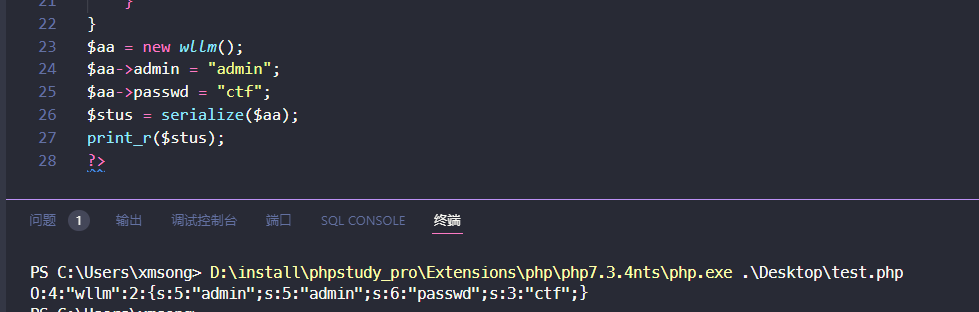 21 }
22 }
23 $aa = new wllm();
24 $aa->admin = "admin";
25 $aa->passwd = "ctf";
26 $stus = serialize($aa);
27 print_r($stus);
28 ?>
问题 1 输出 调试控制台 端口 SQL CONSOLE 终端
PS C:\Users\xmsong> D:\install\phpstudy_pro\Extensions\php\php7.3.4nts\php.exe .\Desktop\test.php
O:4:"wllm":2:{s:5:"admin";s:5:"admin";s:6:"passwd";s:3:"ctf";}
PS C:\Users\xmsong>